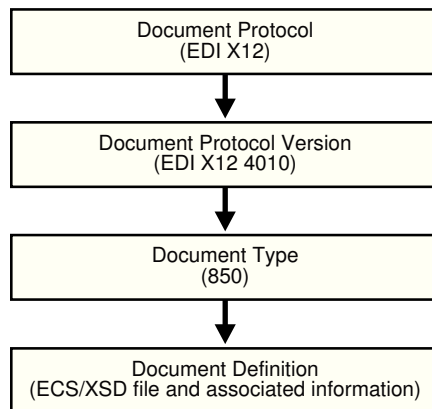 Document Protocol
(EDI X12)
Document Protocol Version
(EDI X12 4010)
Document Type
(850)
Document Definition
(ECS/XSD file and associated information)